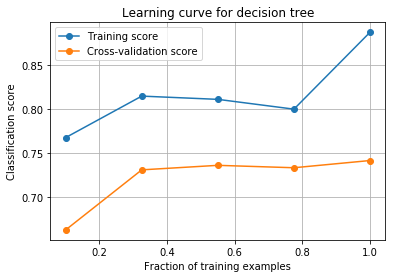 Learning curve for decision tree
Training score
Cross-validation score
Classification score
0.85
0.80
0.75
0.70
0.2 0.4 0.6 0.8 1.0
Fraction of training examples